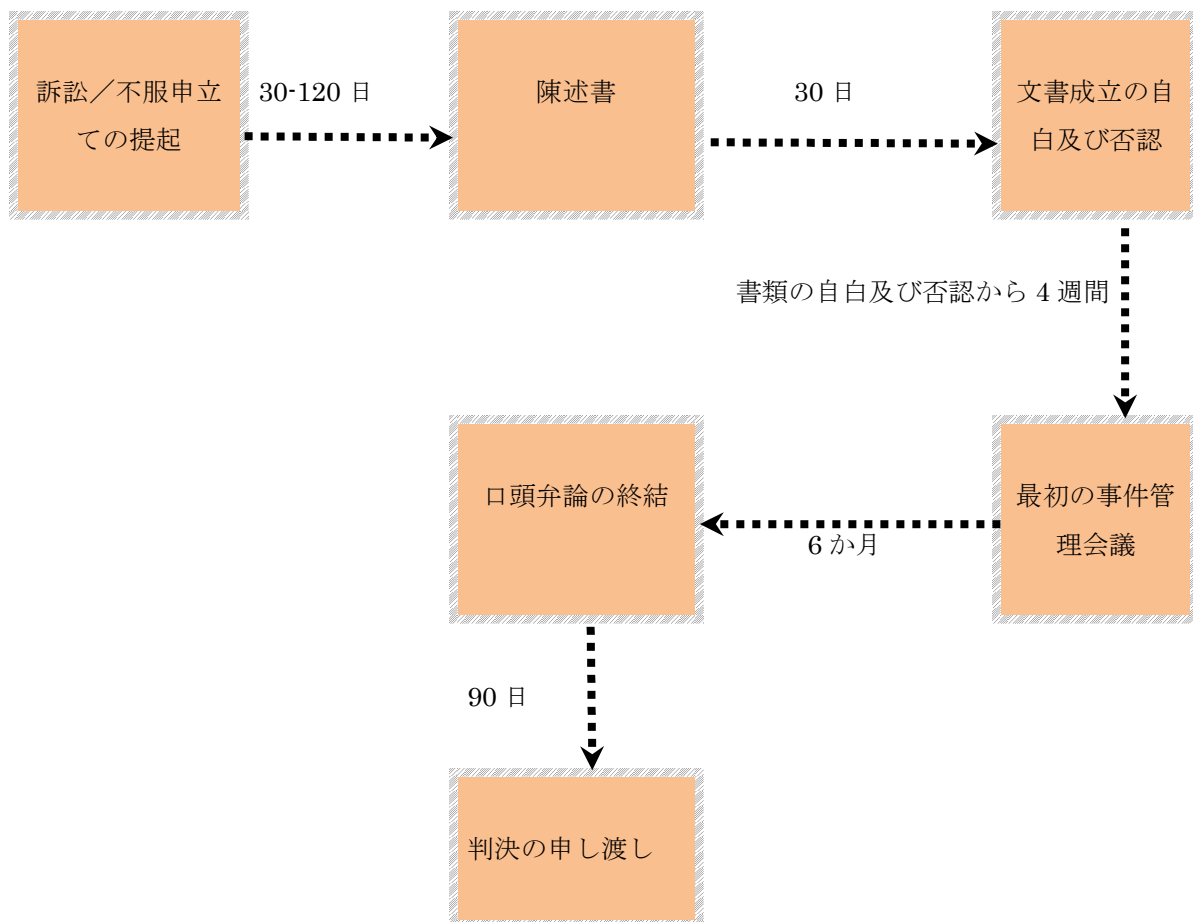 訴訟／不服申立
ての提起
30-120 日
陳述書
30 日
文書成立の自
白及び否認
書類の自白及び否認から 4 週間
最初の事件管
理会議
6 か月
口頭弁論の終結
90 日
判決の申し渡し